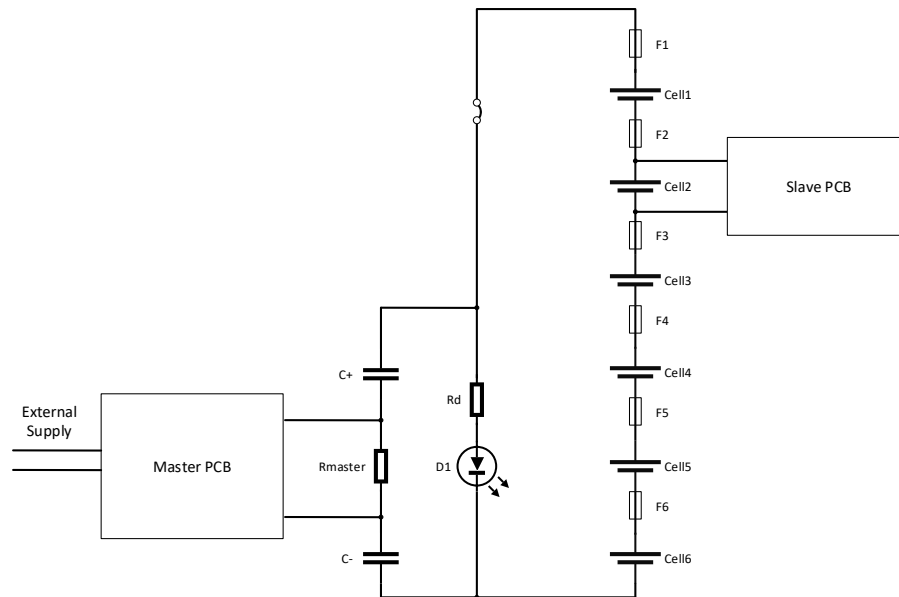 F1
Cell1
F2
Cell2
Slave PCB
F3
Cell3
F4
C+
Cell4
Rd
External
Supply
F5
Master PCB
Rmaster
D1
Cell5
F6
C-
Cell6